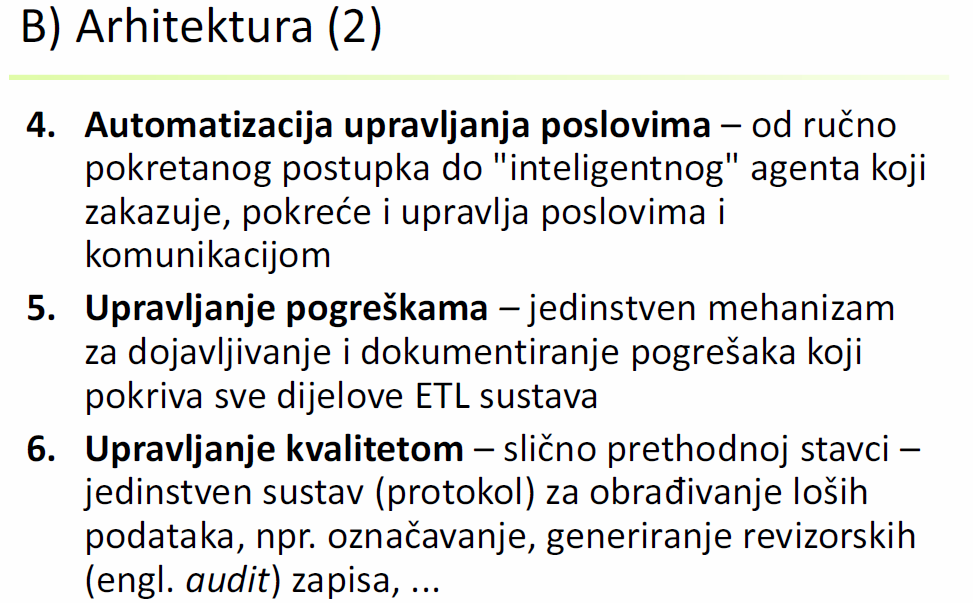 B) Arhitektura (2)
4. Automatizacija upravljanja poslovima – od ručno
pokretanog postupka do "inteligentnog" agenta koji
zakazuje, pokreće i upravlja poslovima i
komunikacijom
5. Upravljanje pogreškama – jedinstven mehanizam
za dojavljivanje i dokumentiranje pogrešaka koji
pokriva sve dijelove ETL sustava
6. Upravljanje kvalitetom – slično prethodnoj stavci –
jedinstven sustav (protokol) za obrađivanje loših
podataka, npr. označavanje, generiranje revizorskih
(engl. audit) zapisa, ...